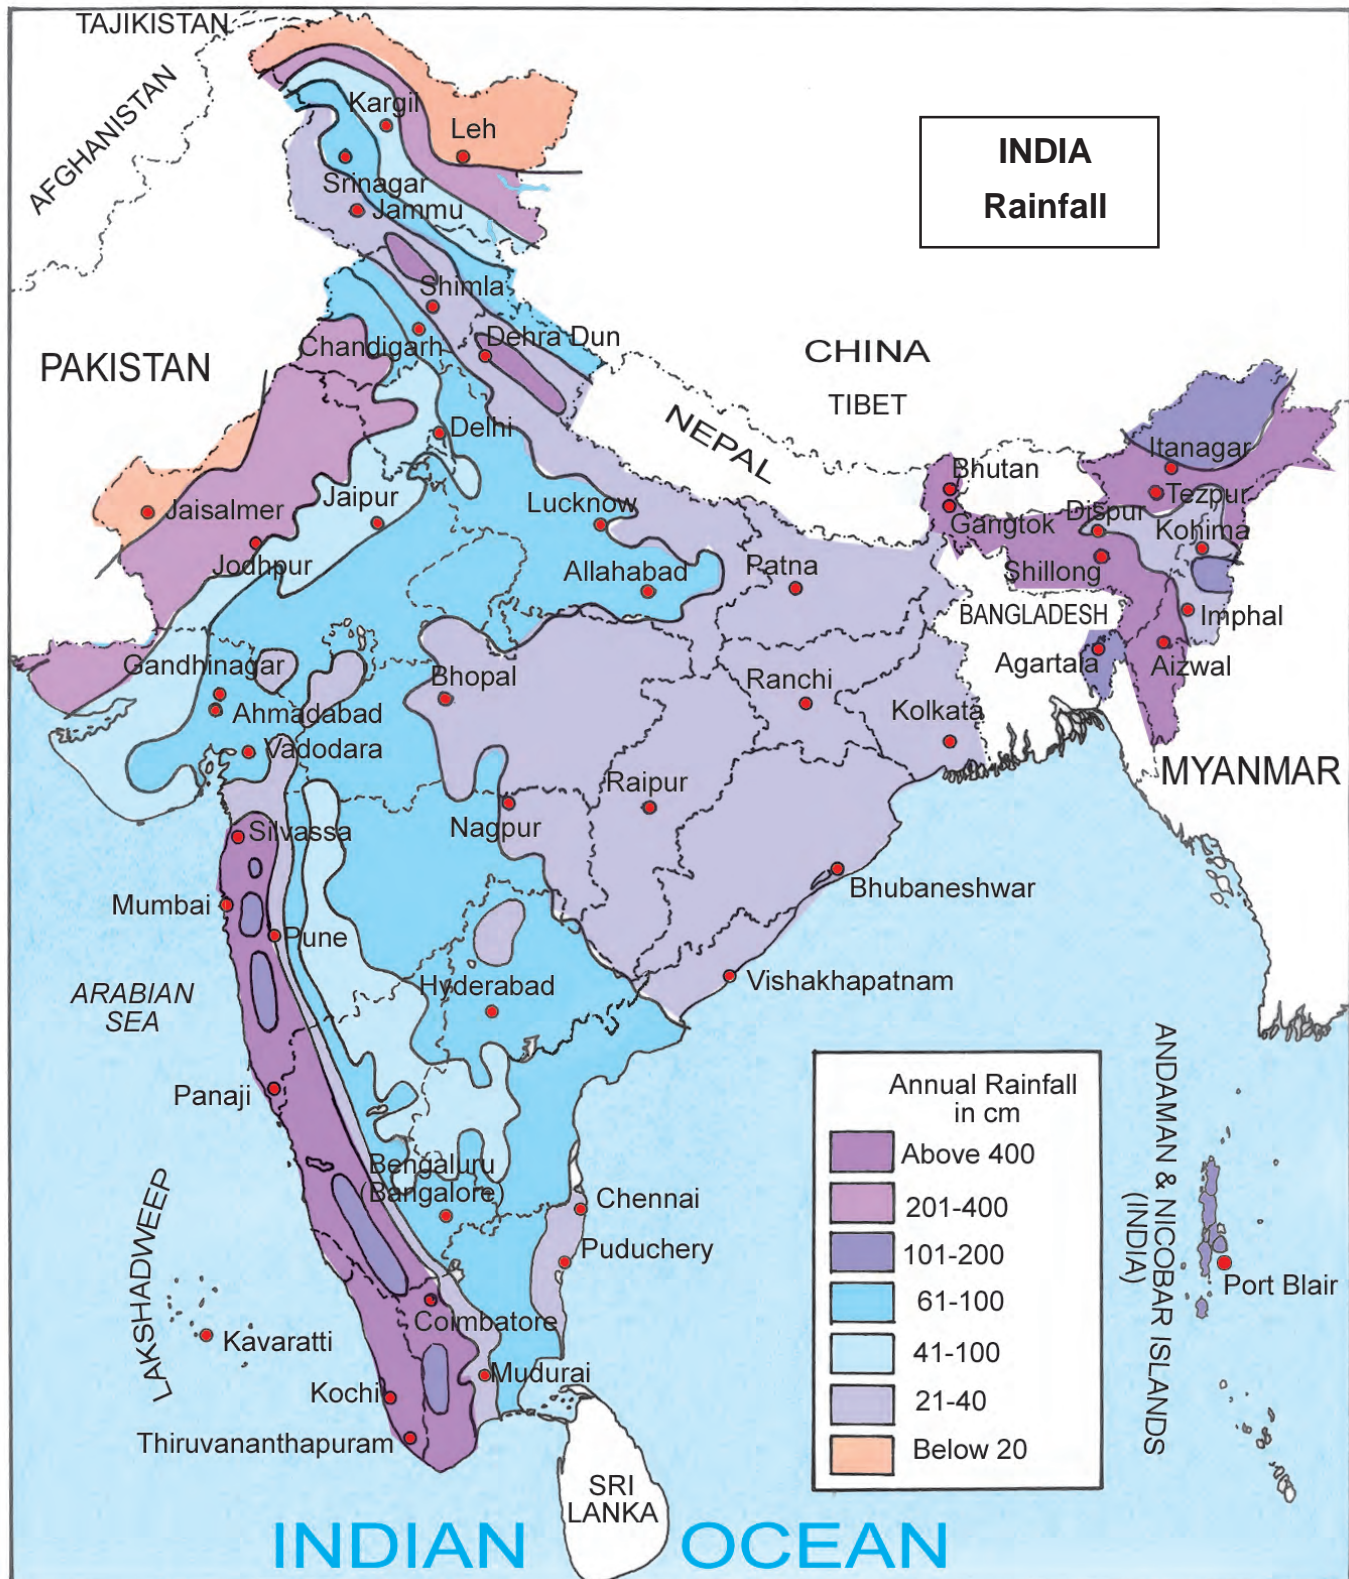 TAJIKISTAN
AFGHANISTAN
Kargil
Leh
INDIA
Rainfall
Srinagar
Jammu
Shimla
Chandigarh
Dehra Dun
PAKISTAN
CHINA
TIBET
NEPAL
Delhi
Bhutan
Itanagar
Jaisalmer
Jaipur
Lucknow
Gangtok
Dispur
Tezpur
Kohima
Jodhpur
Allahabad
Patna
Shillong
BANGLADESH
Imphal
Gandhinagar
Bhopal
Ranchi
Agartala
Aizwal
Ahmadabad
Kolkata
Vadodara
MYANMAR
Raipur
Silvassa
Nagpur
Mumbai
Bhubaneshwar
Pune
ARABIAN
SEA
Hyderabad
Vishakhapatnam
Panaji
Annual Rainfall
in cm
Above 400
201-400
101-200
61-100
41-100
21-40
Below 20
ANDAMAN & NICOBAR ISLANDS
(INDIA)
Port Blair
Bengaluru
(Bangalore)
Chennai
Puduchery
LAKSHADWEEP
Kavaratti
Coimbatore
Mudurai
Kochi
Thiruvananthapuram
SRI
LANKA
INDIAN OCEAN